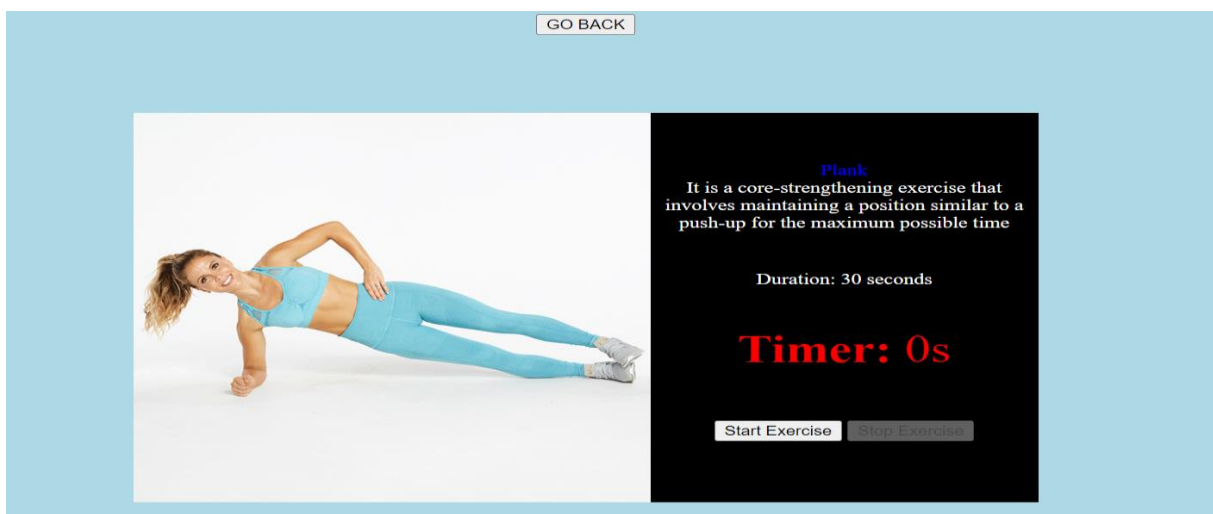 GO BACK
Plank
It is a core-strengthening exercise that
involves maintaining a position similar to a
push-up for the maximum possible time
Duration: 30 seconds
Timer: 0s
Start Exercise Stop Exercise